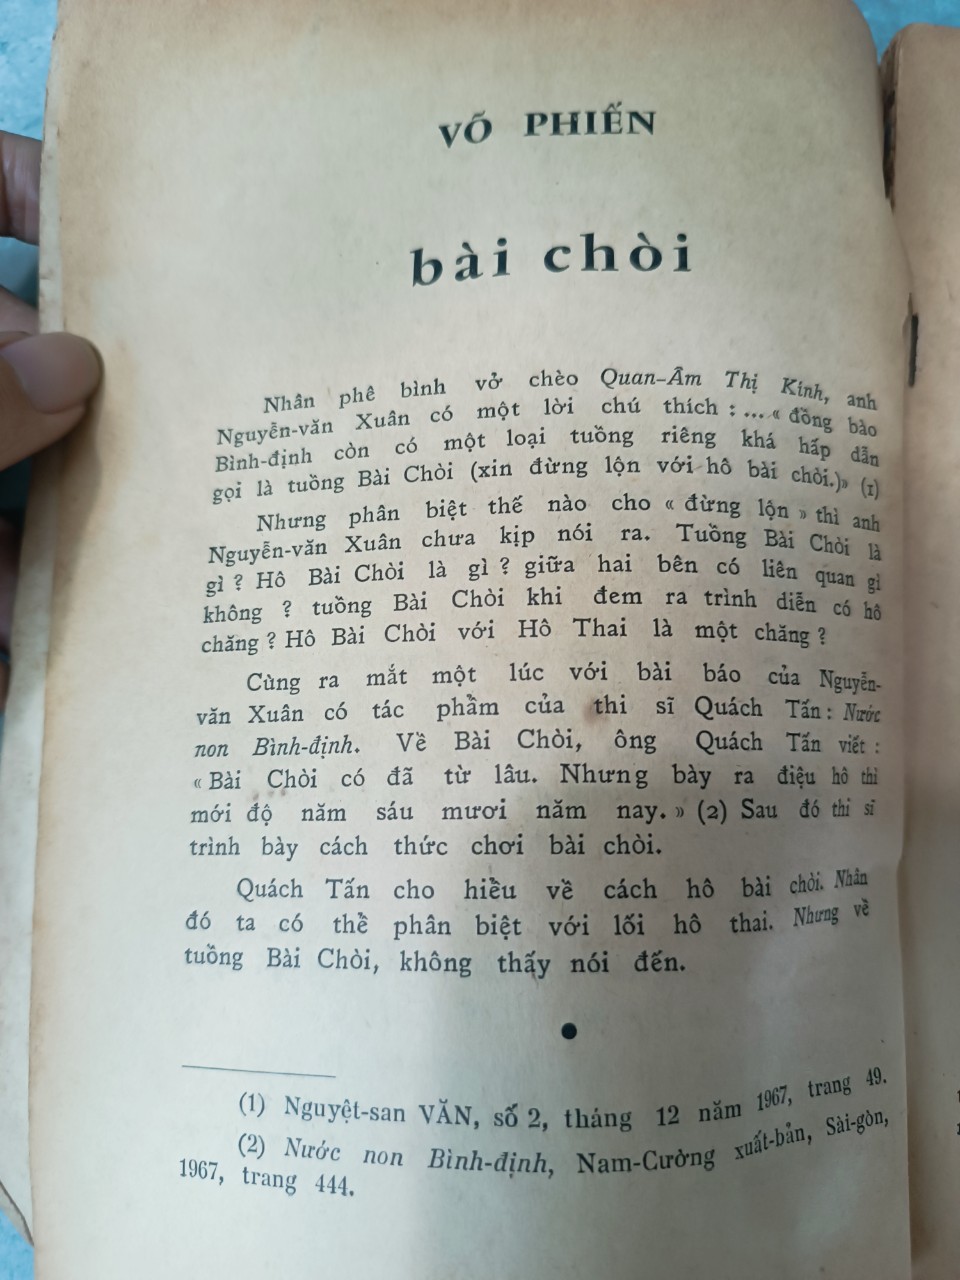 VÕ PHIẾN
bài chòi
Nhân phê bình vở chèo Quan-Âm Thị Kính, anh
Nguyễn-văn Xuân có một lời chú thích : ... « đồng bào
Bình-định còn có một loại tuồng riêng khá hấp dẫn
gọi là tuồng Bài Chòi (xin đừng lộn với hô bài chòi.)» (1)
Nhưng phân biệt thế nào cho « đừng lộn » thì anh
Nguyễn-văn Xuân chưa kịp nói ra. Tuồng Bài Chòi là
gì ? Hô Bài Chòi là gì ? giữa hai bên có liên quan gì
không ? tuồng Bài Chòi khi đem ra trình diễn có hô
chăng ? Hô Bài Chòi với Hô Thai là một chăng ?
Cùng ra mắt một lúc với bài báo của Nguyễn-
văn Xuân có tác phẩm của thi sĩ Quách Tấn : Nước
non Bình-định. Về Bài Chòi, ông Quách Tấn viết :
« Bài Chòi có đã từ lâu. Nhưng bày ra điệu hô thì
mới độ năm sáu mươi năm nay. » (2) Sau đó thi sĩ
trình bày cách thức chơi bài chòi.
Quách Tấn cho hiểu về cách hô bài chòi. Nhân
đó ta có thể phân biệt với lối hô thai. Nhưng về
tuồng Bài Chòi, không thấy nói đến.
●
(1) Nguyệt-san VĂN, số 2, tháng 12 năm 1967, trang 49.
(2) Nước non Bình-định, Nam-Cường xuất-bản, Sài-gòn,
1967, trang 444.